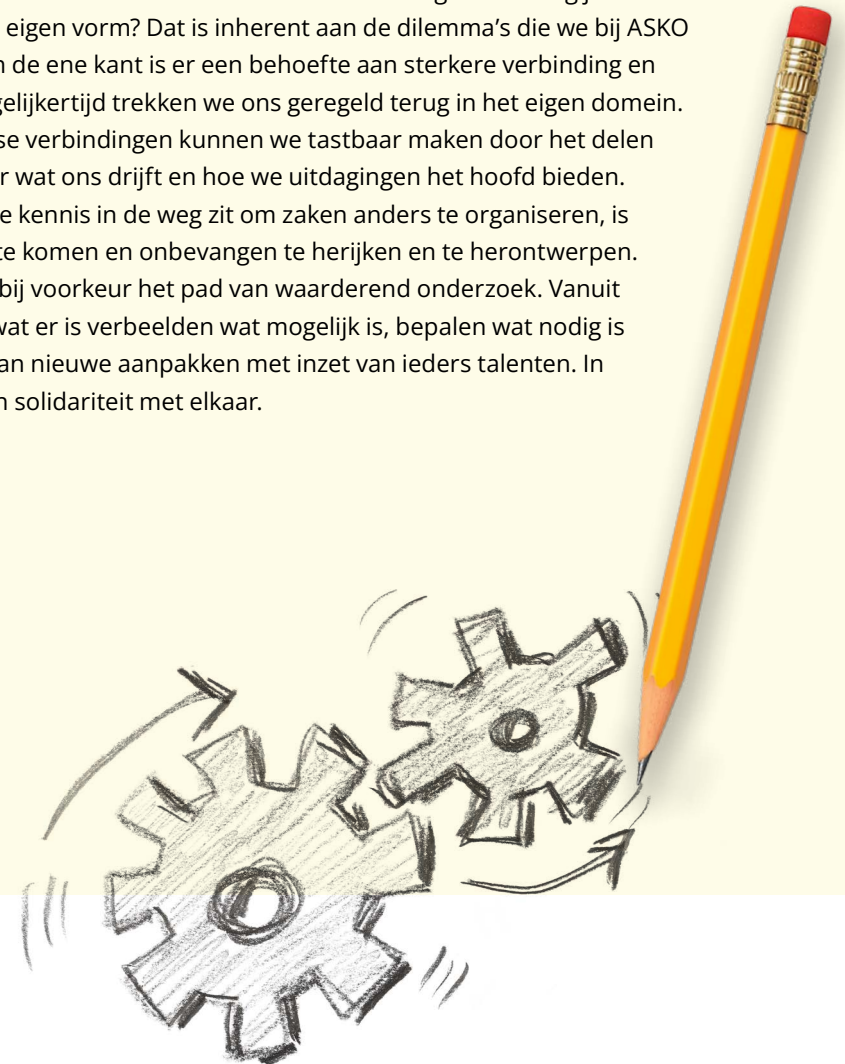 eigen vorm? Dat is inherent aan de dilemma’s die we bij ASKO
de ene kant is er een behoefte aan sterkere verbinding en
gelijkertijd trekken we ons geregeld terug in het eigen domein.
se verbindingen kunnen we tastbaar maken door het delen
r wat ons drijft en hoe we uitdagingen het hoofd bieden.
e kennis in de weg zit om zaken anders te organiseren, is
te komen en onbevangen te herijken en te herontwerpen.
bij voorkeur het pad van waarderend onderzoek. Vanuit
wat er is verbeelden wat mogelijk is, bepalen wat nodig is
an nieuwe aanpakken met inzet van ieders talenten. In
n solidariteit met elkaar.